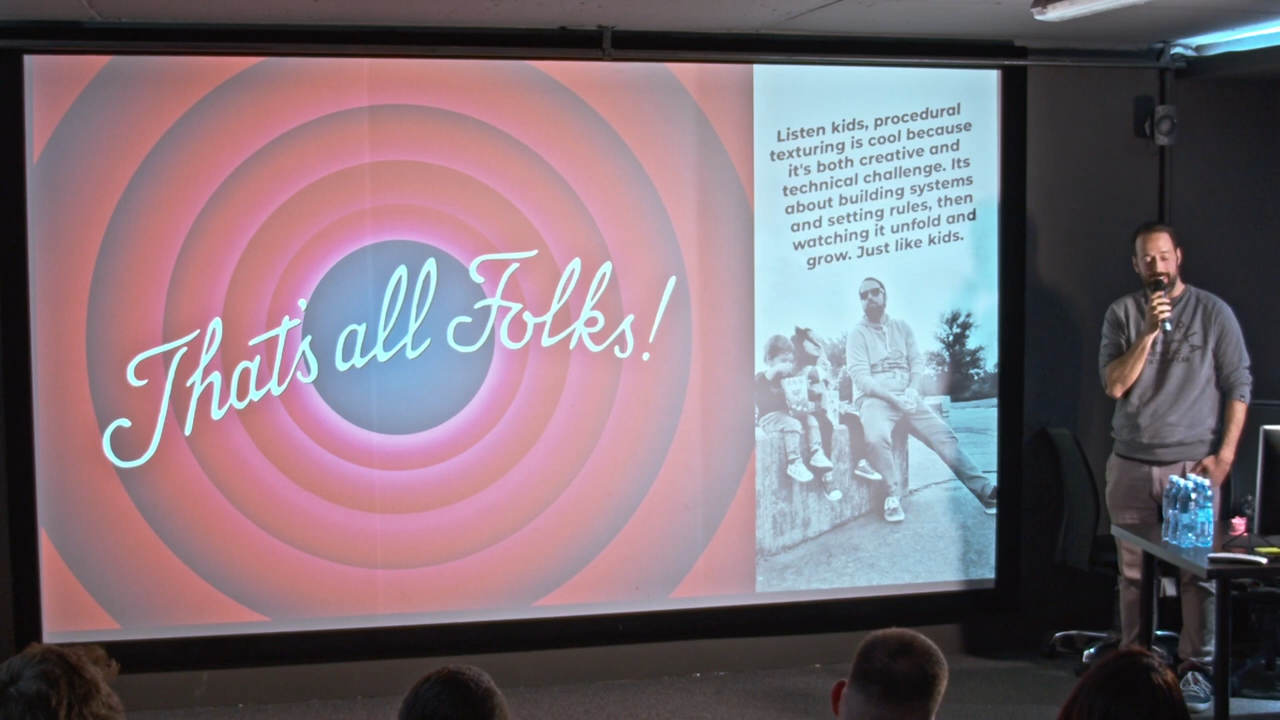 That's all Folks!
Listen kids, procedural
texturing is cool because
it's both creative and
technical challenge. Its
about building systems
and setting rules, then
watching it unfold and
grow. Just like kids.